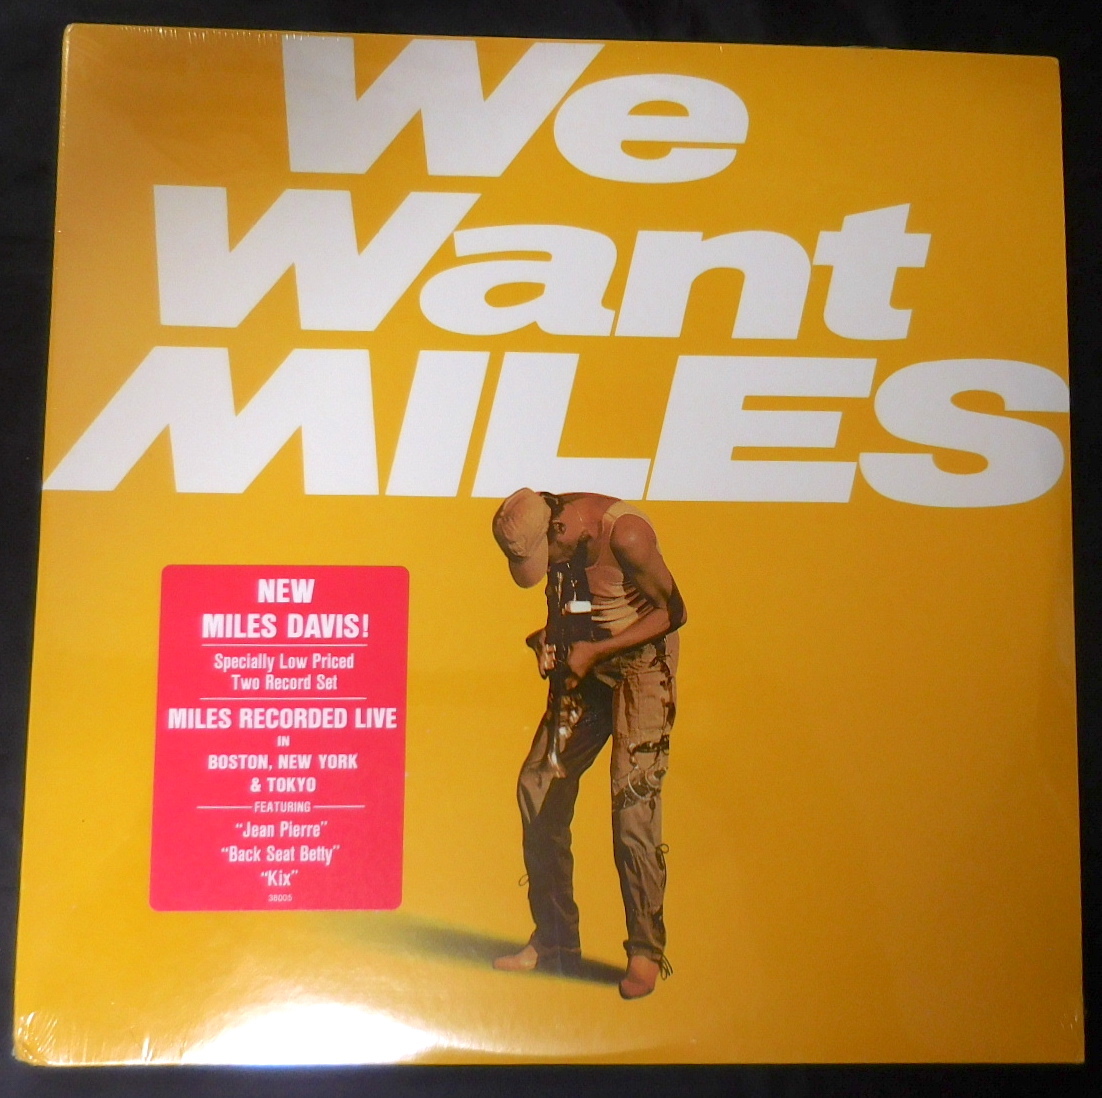 We
Want
MILES
NEW
MILES DAVIS!
Specially Low Priced
Two Record Set
MILES RECORDED LIVE
IN
BOSTON, NEW YORK
& TOKYO
FEATURING
"Jean Pierre"
"Back Seat Betty"
"Kix"
38005